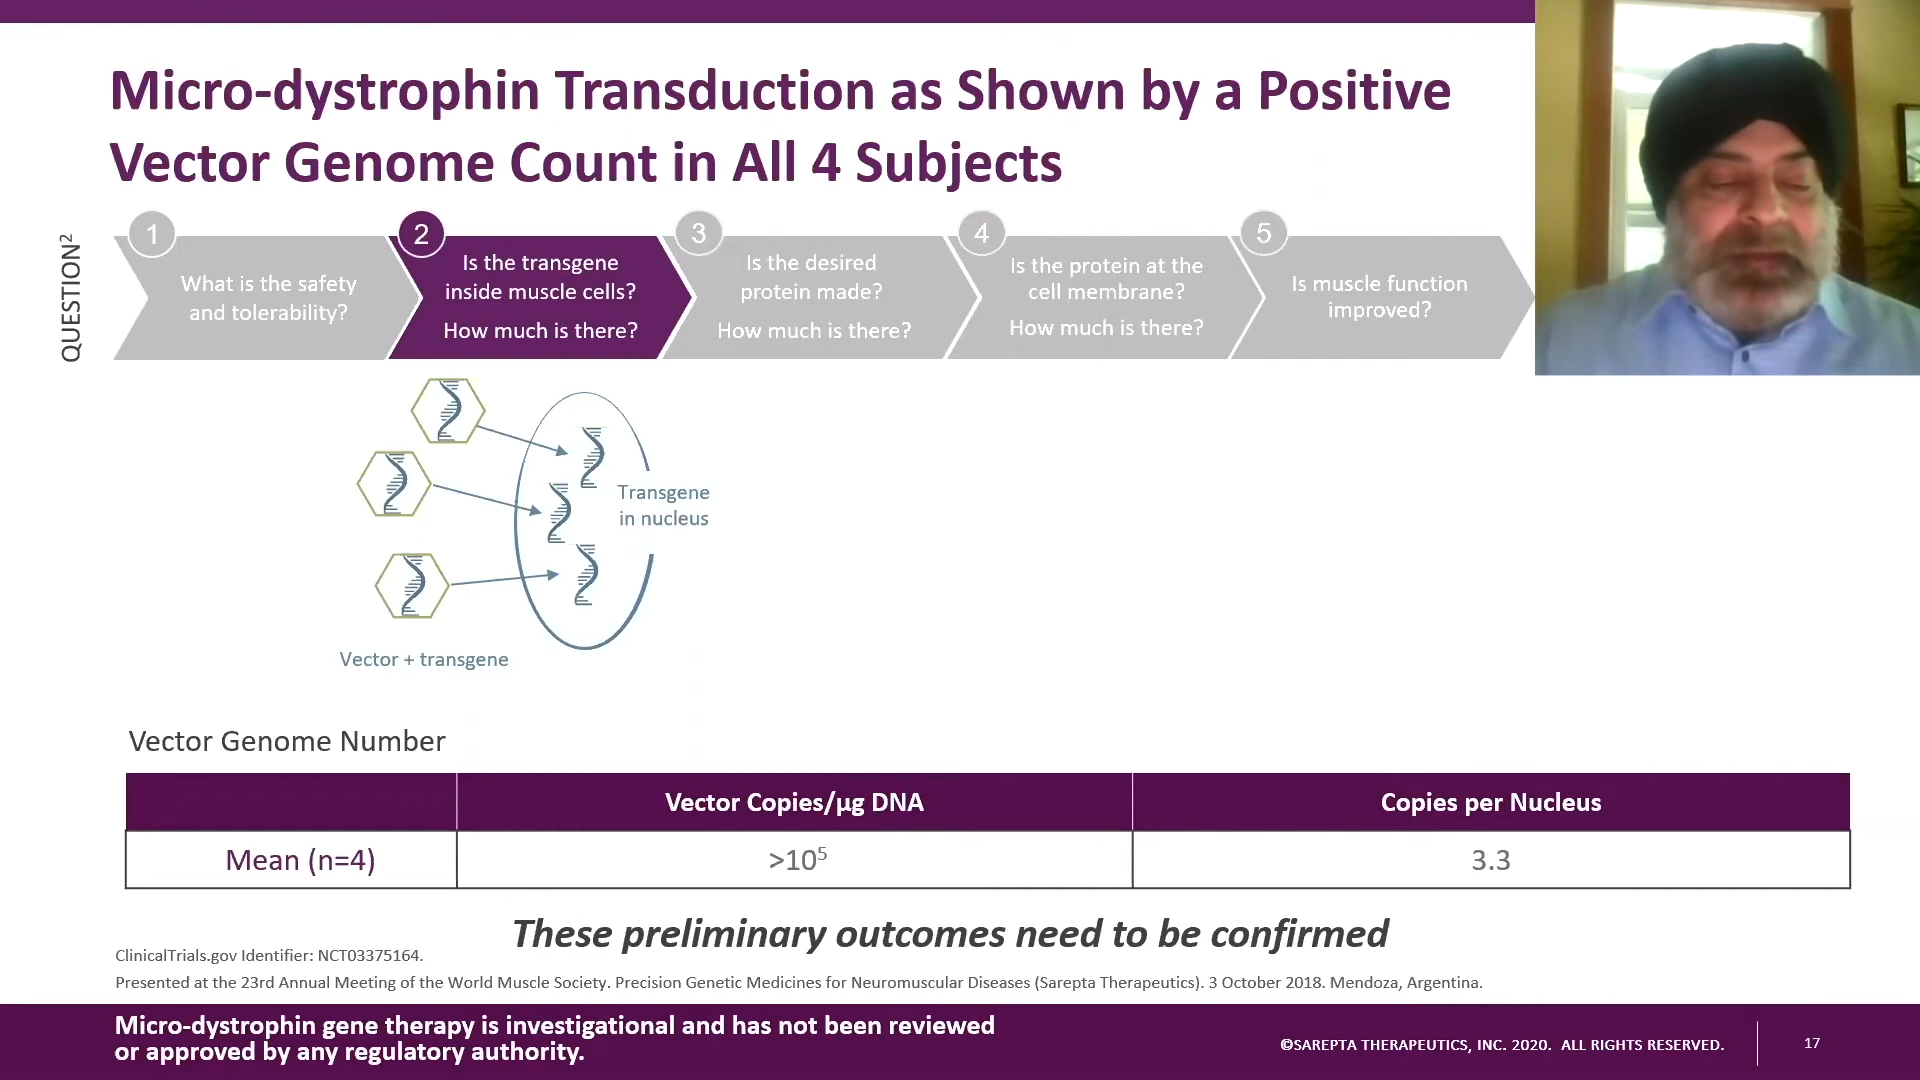 Micro-dystrophin Transduction as Shown by a Positive
Vector Genome Count in All 4 Subjects
QUESTION²
1
What is the safety
and tolerability?
2
Is the transgene
inside muscle cells?
How much is there?
3
Is the desired
protein made?
How much is there?
4
Is the protein at the
cell membrane?
How much is there?
5
Is muscle function
improved?
Transgene
in nucleus
Vector + transgene
Vector Genome Number
Vector Copies/µg DNA
Copies per Nucleus
Mean (n=4)
>10⁵
3.3
These preliminary outcomes need to be confirmed
ClinicalTrials.gov Identifier: NCT03375164.
Presented at the 23rd Annual Meeting of the World Muscle Society. Precision Genetic Medicines for Neuromuscular Diseases (Sarepta Therapeutics). 3 October 2018. Mendoza, Argentina.
Micro-dystrophin gene therapy is investigational and has not been reviewed
or approved by any regulatory authority.
©SAREPTA THERAPEUTICS, INC. 2020. ALL RIGHTS RESERVED.
17